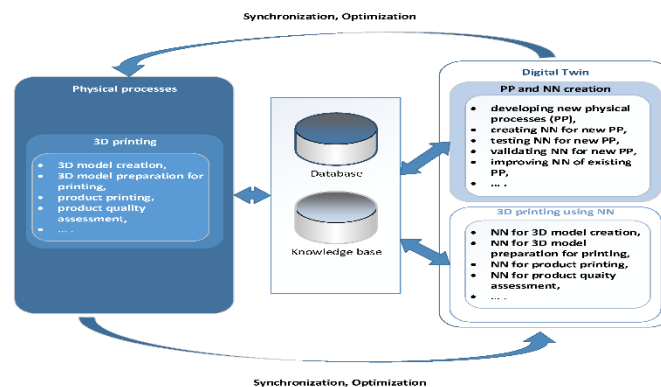 Synchronization, Optimization
Physical processes
3D printing
• 3D model creation,
• 3D model preparation for
printing,
• product printing,
• product quality
assessment,
• ... .
Database
Knowledge base
Digital Twin
PP and NN creation
• developing new physical
processes (PP),
• creating NN for new PP,
• testing NN for new PP,
• validating NN for new PP,
• improving NN of existing
PP,
• ... .
3D printing using NN
• NN for 3D model creation,
• NN for 3D model
preparation for printing,
• NN for product printing,
• NN for product quaity
assessment,
• ... .
Synchronization, Optimization